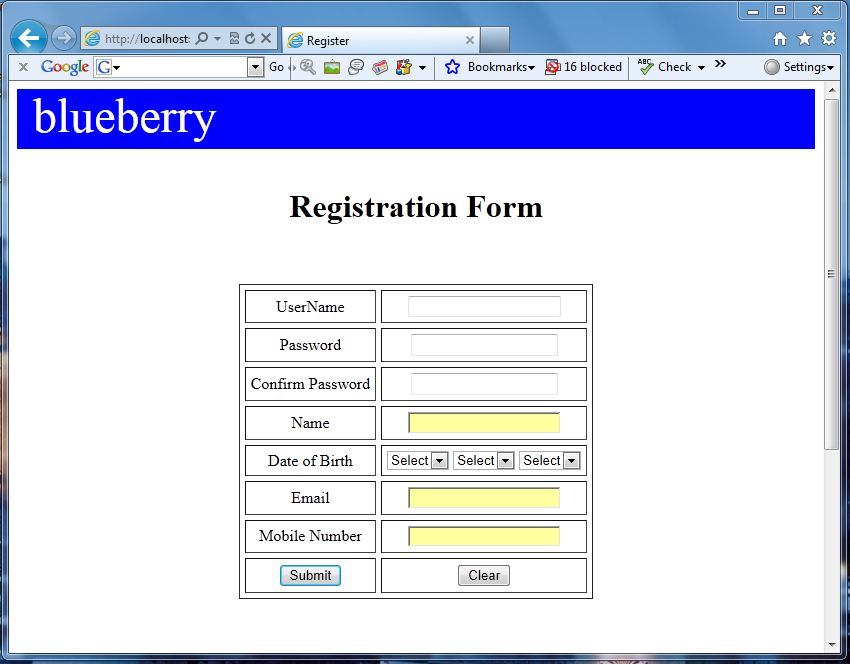 http://localhost:
Register
Google G Go Bookmarks 16 blocked ABC Check » Settings
blueberry
Registration Form
UserName
Password
Confirm Password
Name
Date of Birth Select Select Select
Email
Mobile Number
Submit Clear